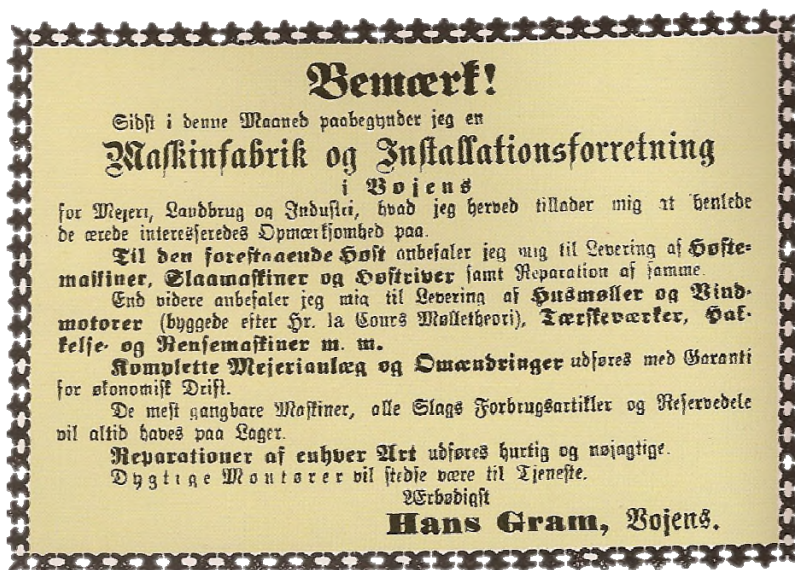 Bemærk!
Sidst i denne Maaned paabegynder jeg en
Maskinfabrik og Installationsforretning
i Vojens
for Mejeri, Landbrug og Industri, hvad jeg herved tillader mig at henlede
de ærede interesseredes Opmærksomhed paa.
Til den forestaaende Høst anbefaler jeg mig til Levering af Høste-
maskiner, Slaamaskiner og Høstriver samt Reparation af samme.
End videre anbefaler jeg mig til Levering af Husmøller og Vind-
motorer (byggede efter Hr. la Cours Mølletheori), Tærskeværker, Hak-
kelse- og Rensemaskiner m. m.
Komplette Mejerianlæg og Omændringer udføres med Garanti
for økonomisk Drift.
De mest gangbare Maskiner, alle Slags Forbrugsartikler og Reservedele
vil altid haves paa Lager.
Reparationer af enhver Art udføres hurtig og nøjagtige.
Dygtige Montører vil stedse være til Tjeneste.
Ærbødigst
Hans Gram, Vojens.